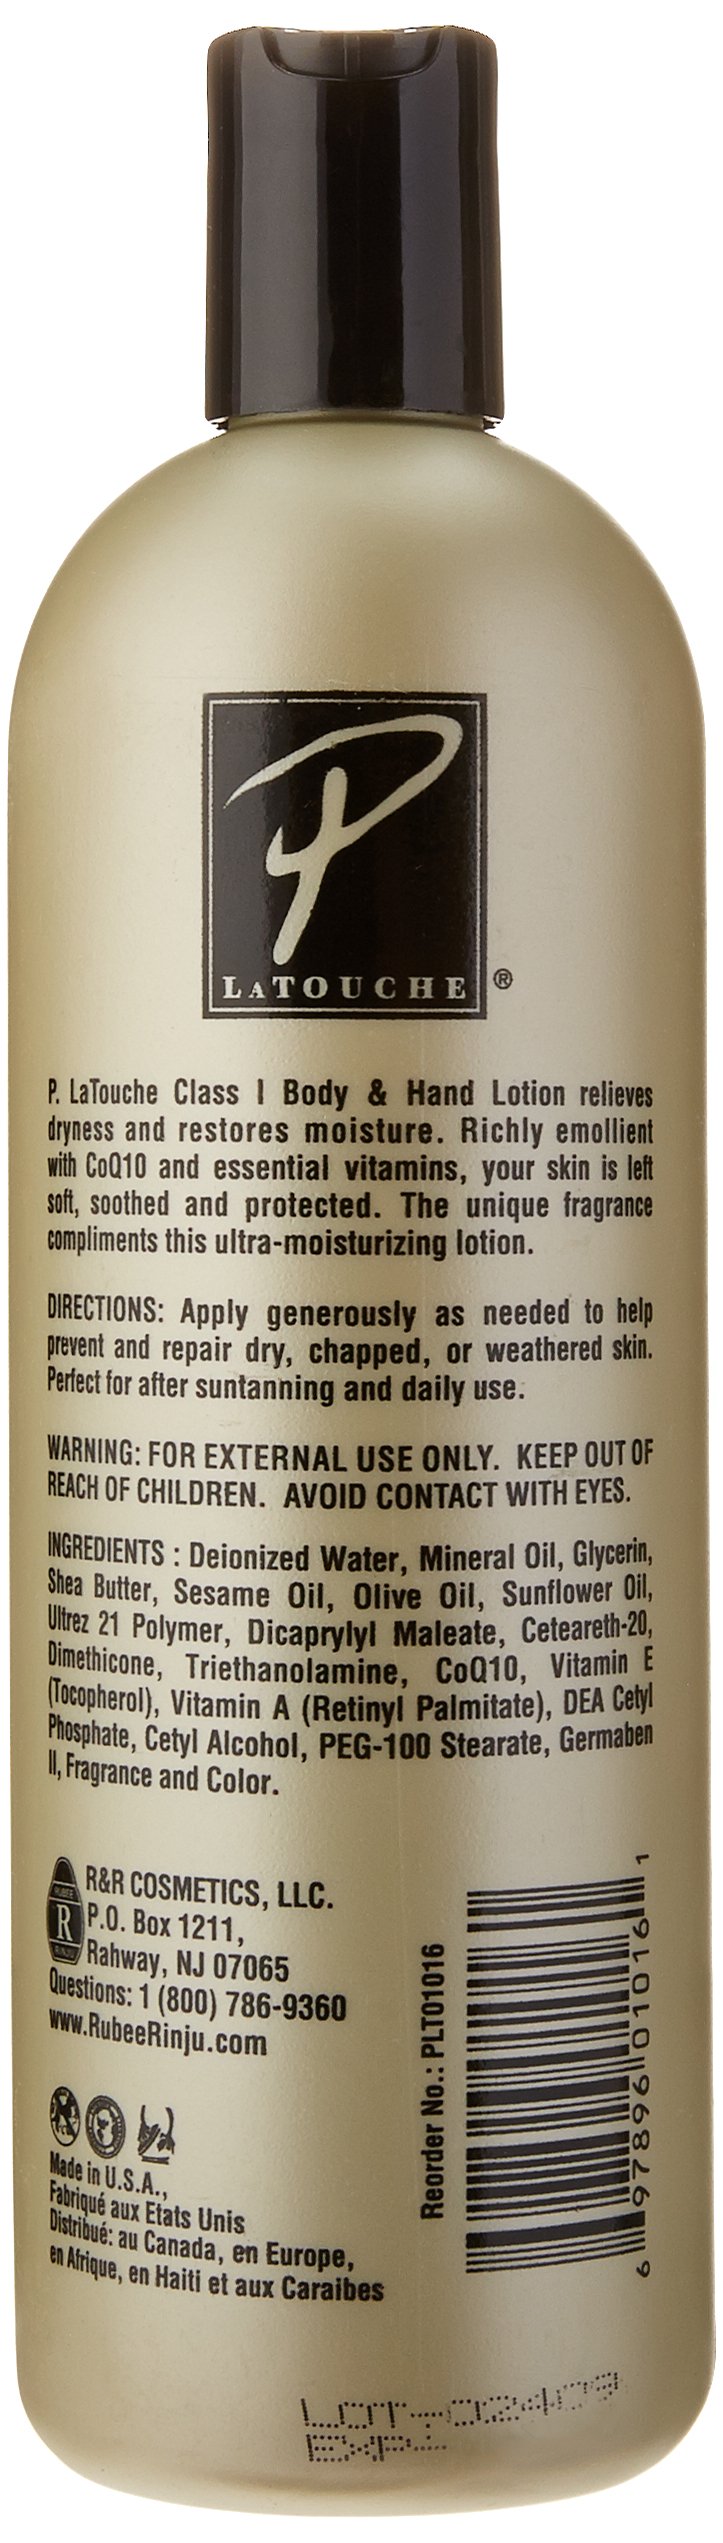 P
LATOUCHE®
P. LaTouche Class I Body & Hand Lotion relieves
dryness and restores moisture. Richly emollient
with CoQ10 and essential vitamins, your skin is left
soft, soothed and protected. The unique fragrance
compliments this ultra-moisturizing lotion.
DIRECTIONS: Apply generously as needed to help
prevent and repair dry, chapped, or weathered skin.
Perfect for after suntanning and daily use.
WARNING: FOR EXTERNAL USE ONLY. KEEP OUT OF
REACH OF CHILDREN. AVOID CONTACT WITH EYES.
INGREDIENTS : Deionized Water, Mineral Oil, Glycerin,
Shea Butter, Sesame Oil, Olive Oil, Sunflower Oil,
Ultrez 21 Polymer, Dicaprylyl Maleate, Ceteareth-20,
Dimethicone, Triethanolamine, CoQ10, Vitamin E
(Tocopherol), Vitamin A (Retinyl Palmitate), DEA Cetyl
Phosphate, Cetyl Alcohol, PEG-100 Stearate, Germaben
II, Fragrance and Color.
RUBEE
R
RINJU
R&R COSMETICS, LLC.
P.O. Box 1211,
Rahway, NJ 07065
Questions: 1 (800) 786-9360
www.RubeeRinju.com
Made in U.S.A.,
Fabriqué aux Etats Unis
Distribué: au Canada, en Europe,
en Afrique, en Haiti et aux Caraibes
Reorder No.: PLT01016
6 97896 01016 1
LOT-
EXP-